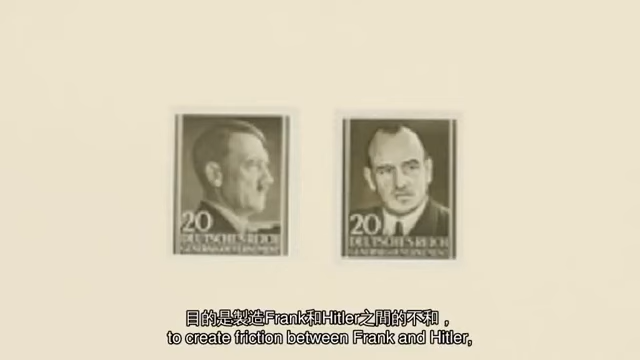 20
DEUTSCHES REICH
GENERALGOUVERNEMENT
20
DEUTSCHES REICH
GENERALGOUVERNEMENT
目的是製造Frank和Hitler之間的不和，
to create friction between Frank and Hitler,